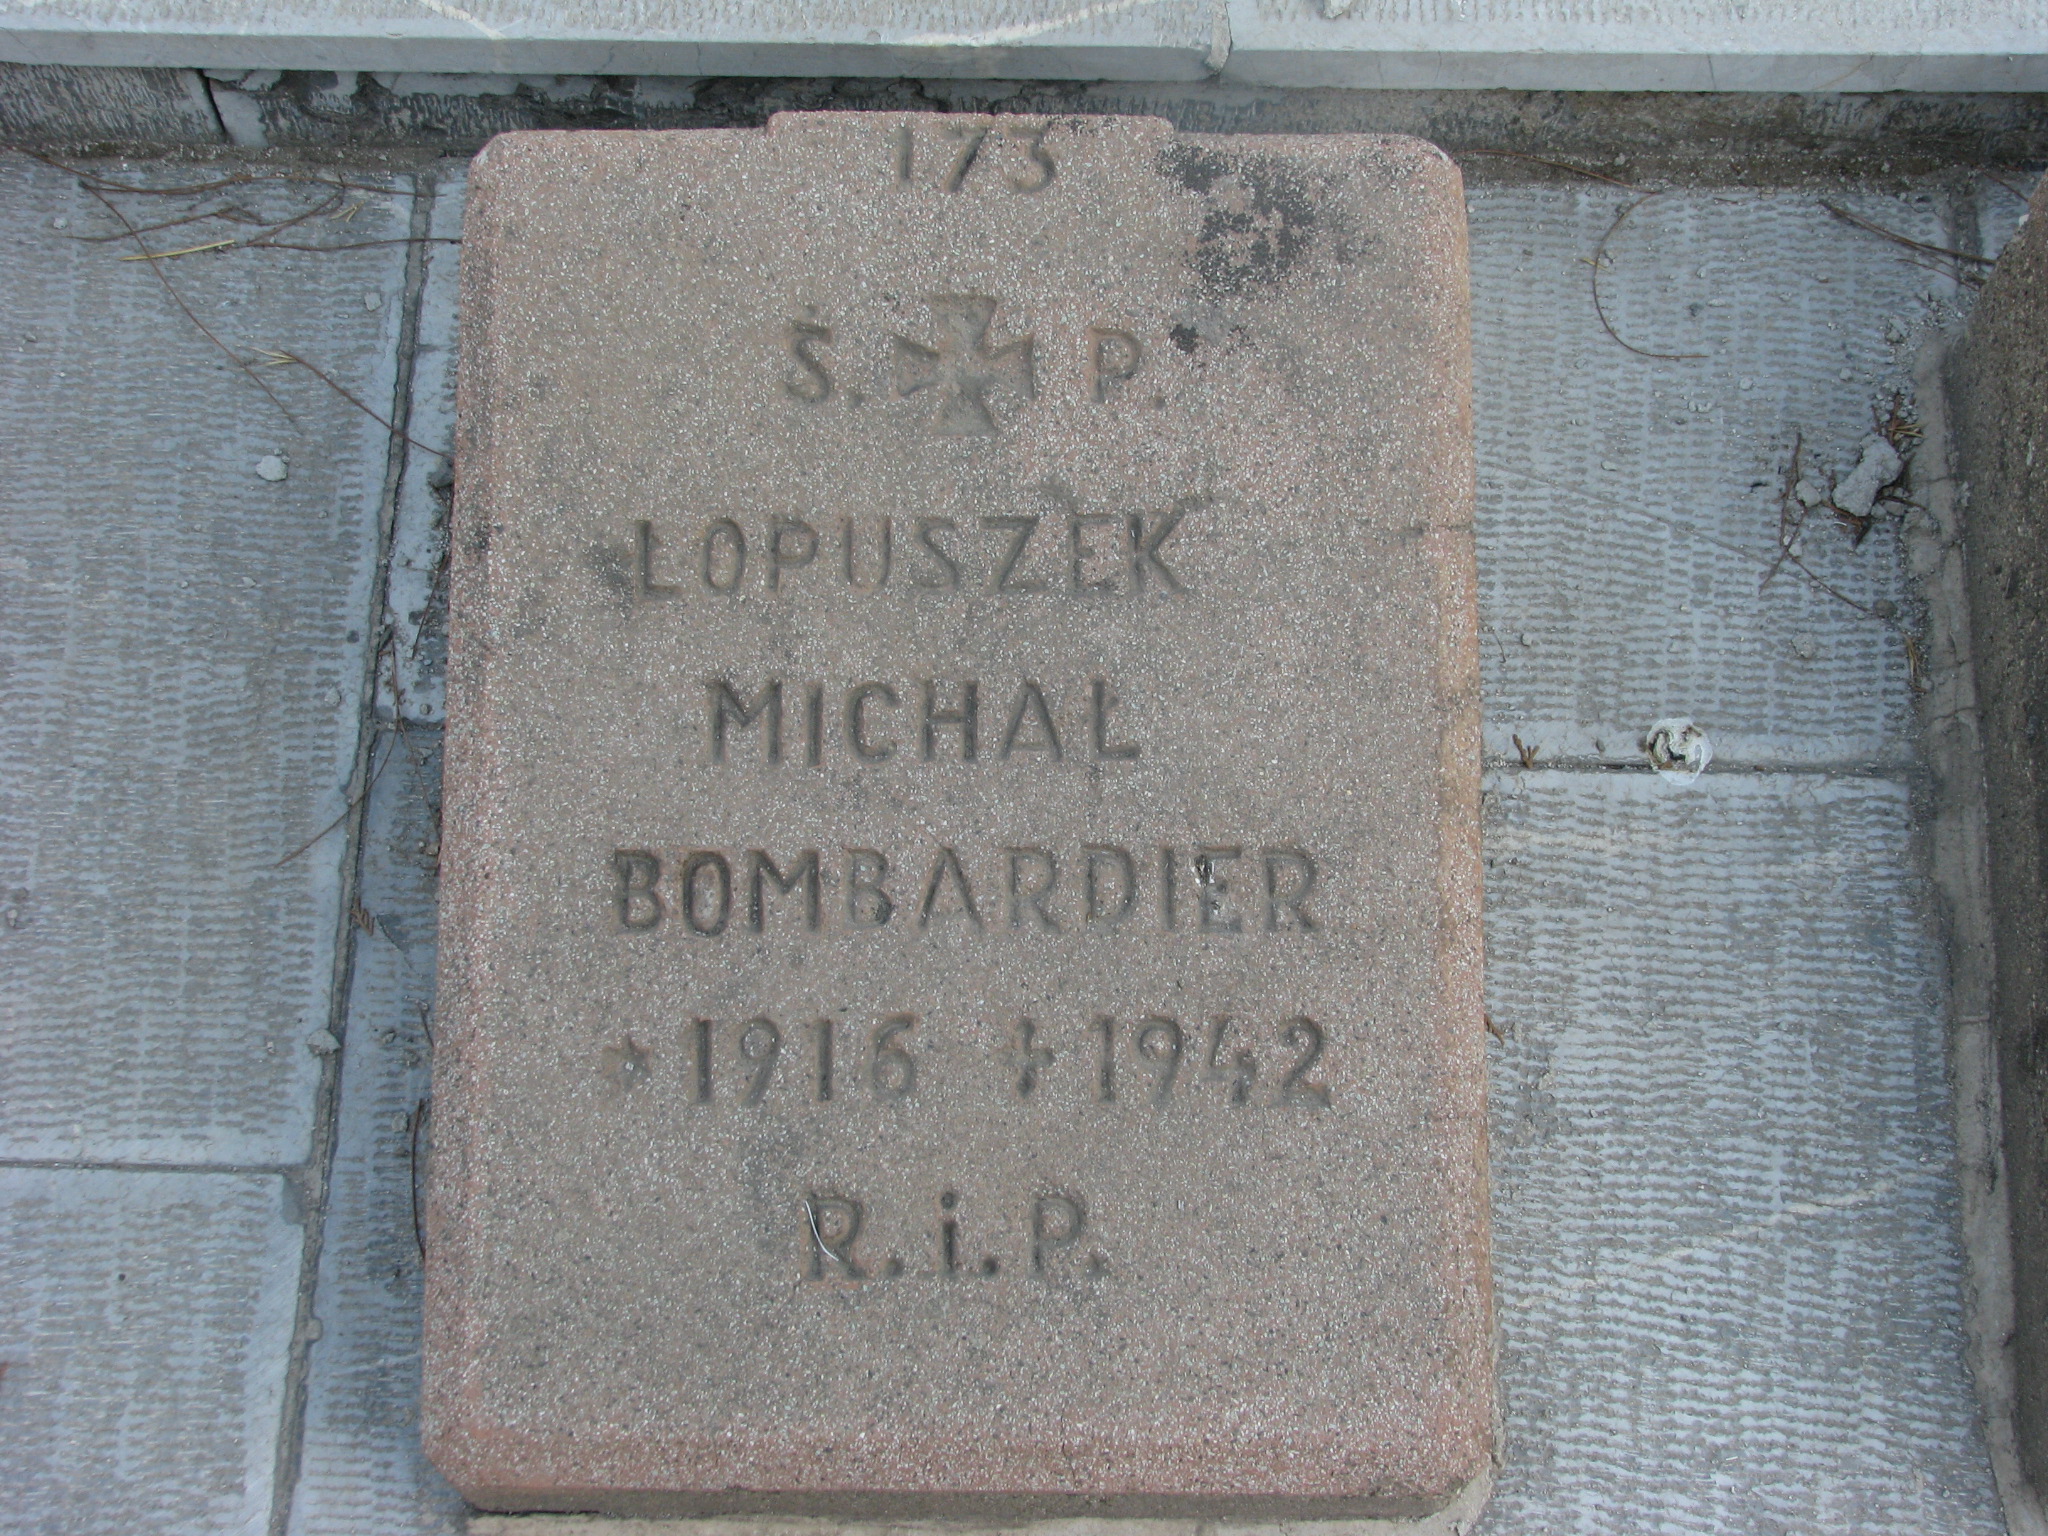 173
Ś. P.
ŁOPUSZEK
MICHAŁ
BOMBARDIER
* 1916 † 1942
R.i.P.